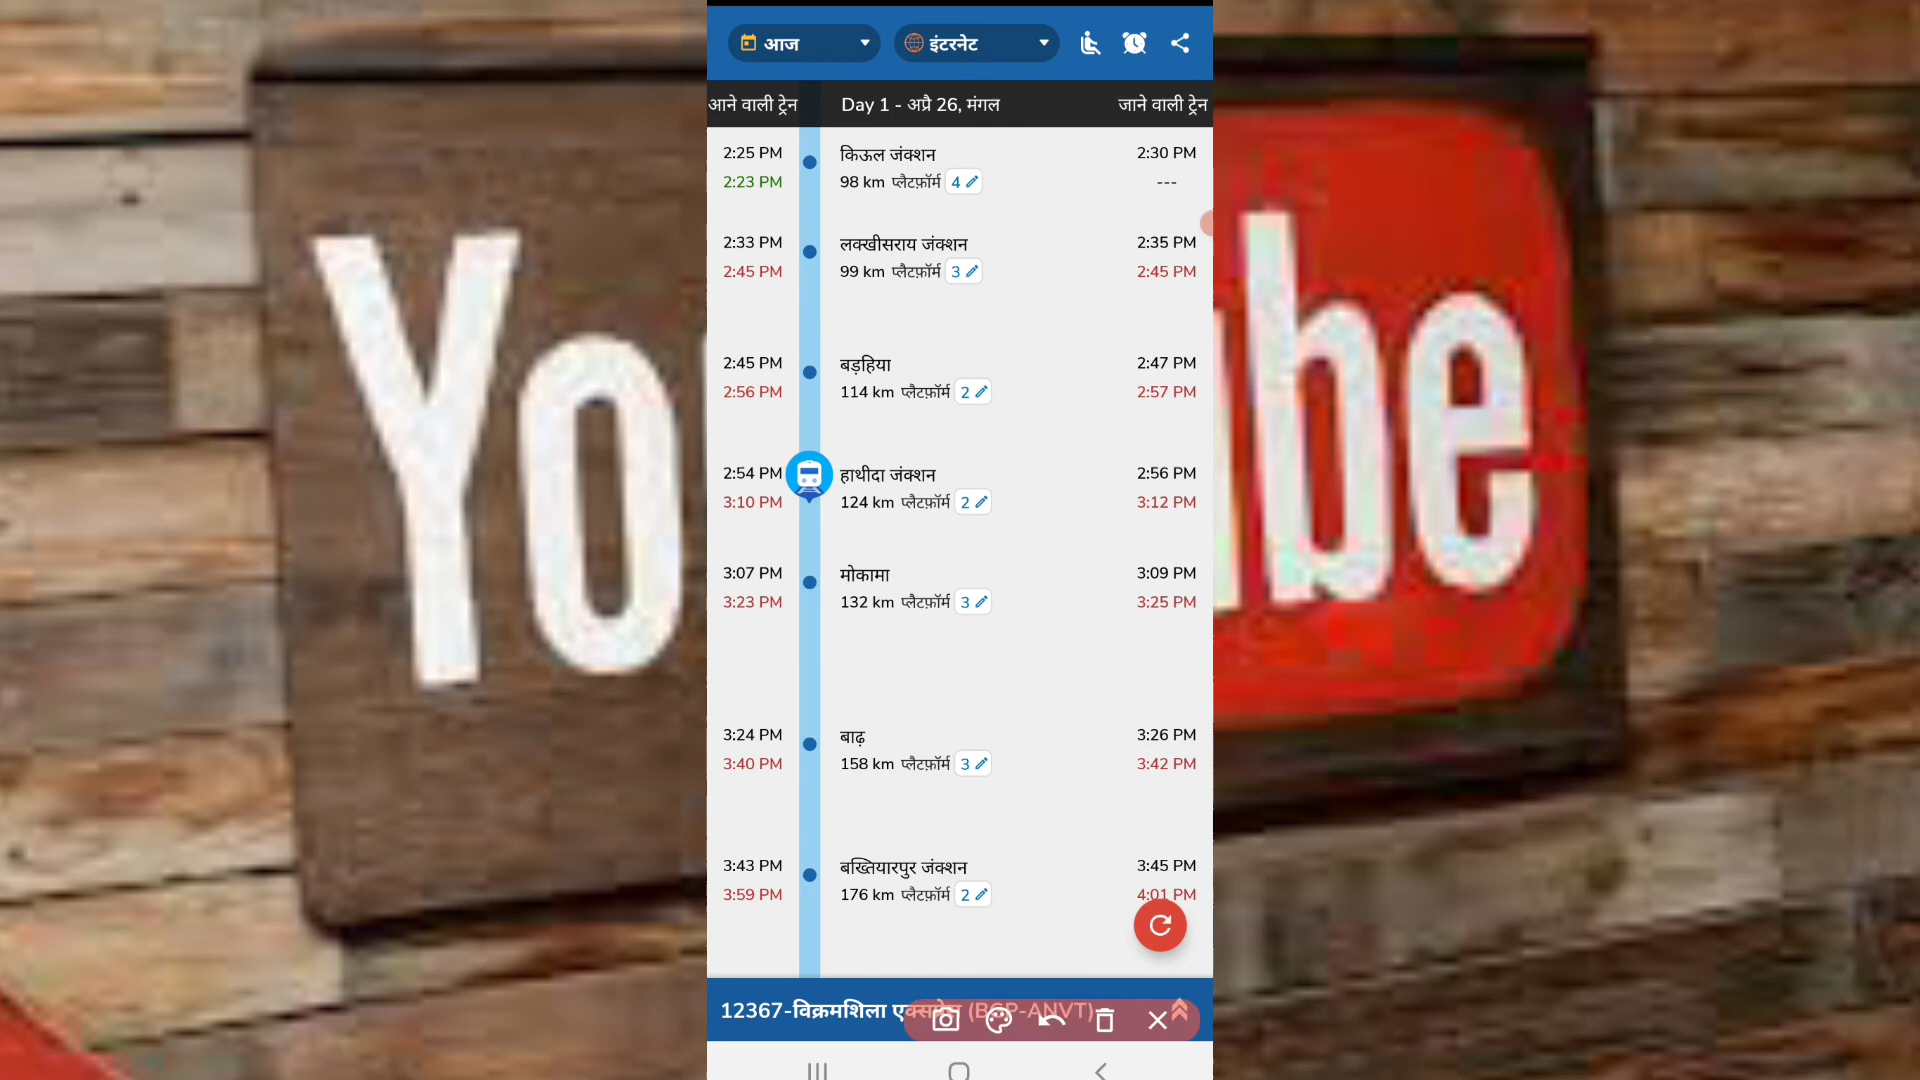 आज
इंटरनेट
आने वाली ट्रेन
Day 1 - अप्रै 26, मंगल
जाने वाली ट्रेन
2:25 PM
किऊल जंक्शन
2:30 PM
2:23 PM
98 km प्लैटफ़ॉर्म 4
---
2:33 PM
लक्खीसराय जंक्शन
2:35 PM
2:45 PM
99 km प्लैटफ़ॉर्म 3
2:45 PM
2:45 PM
बड़हिया
2:47 PM
2:56 PM
114 km प्लैटफ़ॉर्म 2
2:57 PM
2:54 PM
हाथीदा जंक्शन
2:56 PM
3:10 PM
124 km प्लैटफ़ॉर्म 2
3:12 PM
3:07 PM
मोकामा
3:09 PM
3:23 PM
132 km प्लैटफ़ॉर्म 3
3:25 PM
3:24 PM
बाढ़
3:26 PM
3:40 PM
158 km प्लैटफ़ॉर्म 3
3:42 PM
3:43 PM
बख्तियारपुर जंक्शन
3:45 PM
3:59 PM
176 km प्लैटफ़ॉर्म 2
4:01 PM
12367-विक्रमशिला एक्सप्रेस (BGP-ANVT)
Yo
be